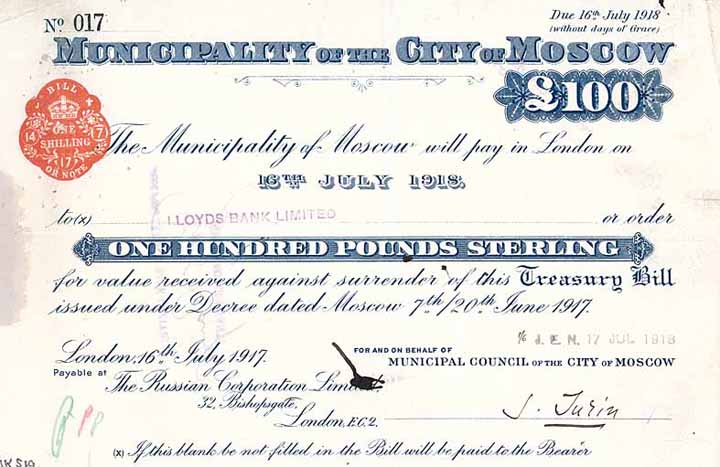 No 017
Due 16th July 1918
(without days of Grace)
MUNICIPALITY OF THE CITY OF MOSCOW
£100
BILL
ONE
SHILLING
14 7
17
OR NOTE
The Municipality of Moscow will pay in London on
16TH JULY 1918.
to (x) LLOYDS BANK LIMITED or order
ONE HUNDRED POUNDS STERLING
for value received against surrender of this Treasury Bill
issued under Decree dated Moscow 7th/20th June 1917.
J.E.N. 17 JUL 1918
London, 16th July 1917.
FOR AND ON BEHALF OF
MUNICIPAL COUNCIL OF THE CITY OF MOSCOW
Payable at
The Russian Corporation Limited
32, Bishopsgate,
London, E.C.2.
J. Turin
(x) If this blank be not filled in the Bill will be paid to the Bearer